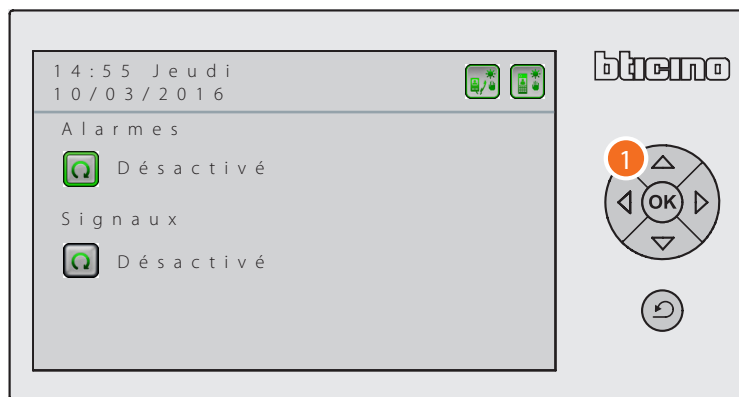 14:55 Jeudi
10/03/2016
bticino
Alarmes
Désactivé
Signaux
Désactivé
1
OK